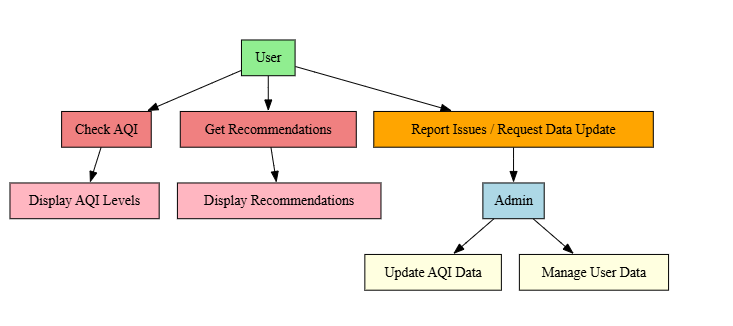 User
Check AQI
Get Recommendations
Report Issues / Request Data Update
Display AQI Levels
Display Recommendations
Admin
Update AQI Data
Manage User Data